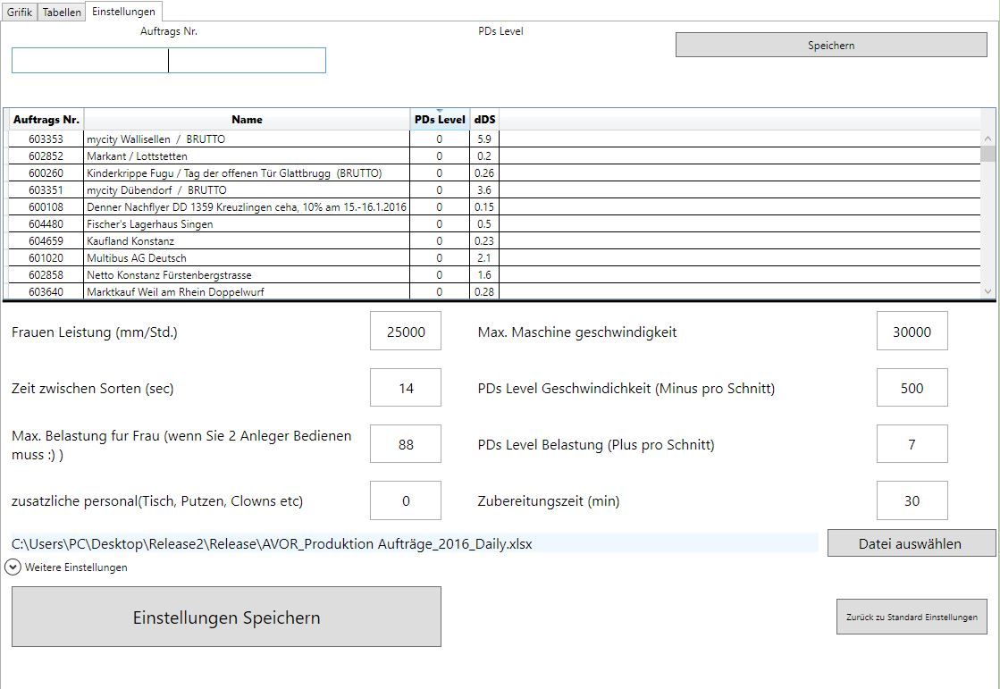 Grifik Tabellen Einstellungen
Auftrags Nr. PDs Level
Speichern
Auftrags Nr. Name PDs Level dDS
603353 mycity Wallisellen / BRUTTO 0 5.9
602852 Markant / Lottstetten 0 0.2
600260 Kinderkrippe Fugu / Tag der offenen Tür Glattbrugg (BRUTTO) 0 0.26
603351 mycity Dübendorf / BRUTTO 0 3.6
600108 Denner Nachflyer DD 1359 Kreuzlingen ceha, 10% am 15.-16.1.2016 0 0.15
604480 Fischer's Lagerhaus Singen 0 0.5
604659 Kaufland Konstanz 0 0.23
601020 Multibus AG Deutsch 0 2.1
602858 Netto Konstanz Fürstenbergstrasse 0 1.6
603640 Marktkauf Weil am Rhein Doppelwurf 0 0.28
Frauen Leistung (mm/Std.) 25000 Max. Maschine geschwindigkeit 30000
Zeit zwischen Sorten (sec) 14 PDs Level Geschwindichkeit (Minus pro Schnitt) 500
Max. Belastung fur Frau (wenn Sie 2 Anleger Bedienen
muss :) ) 88 PDs Level Belastung (Plus pro Schnitt) 7
zusatzliche personal(Tisch, Putzen, Clowns etc) 0 Zubereitungszeit (min) 30
C:\Users\PC\Desktop\Release2\Release\AVOR_Produktion Aufträge_2016_Daily.xlsx Datei auswählen
Weitere Einstellungen
Einstellungen Speichern Zurück zu Standard Einstellungen